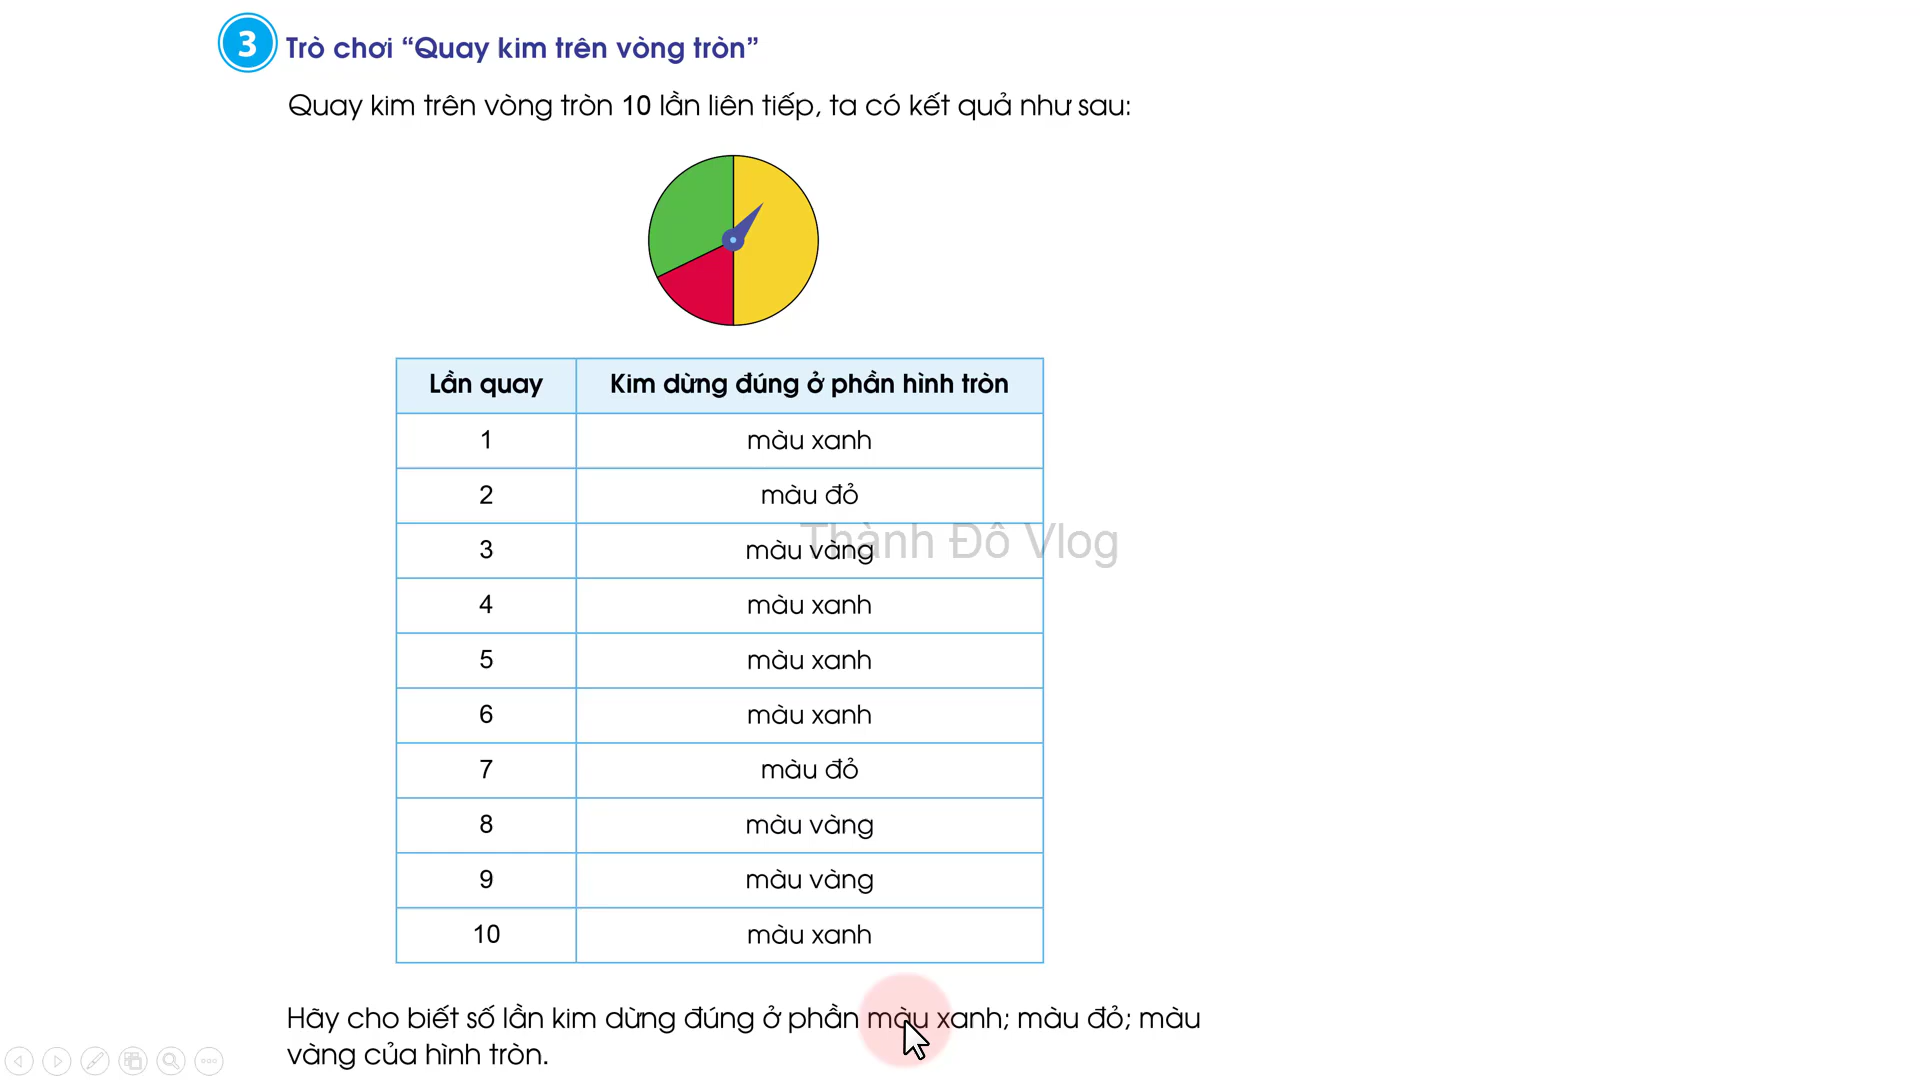 3 Trò chơi “Quay kim trên vòng tròn”
Quay kim trên vòng tròn 10 lần liên tiếp, ta có kết quả như sau:
Lần quay Kim dừng đúng ở phần hình tròn
1 màu xanh
2 màu đỏ
Thành Đô Vlog
3 màu vàng
4 màu xanh
5 màu xanh
6 màu xanh
7 màu đỏ
8 màu vàng
9 màu vàng
10 màu xanh
Hãy cho biết số lần kim dừng đúng ở phần màu xanh; màu đỏ; màu
vàng của hình tròn.